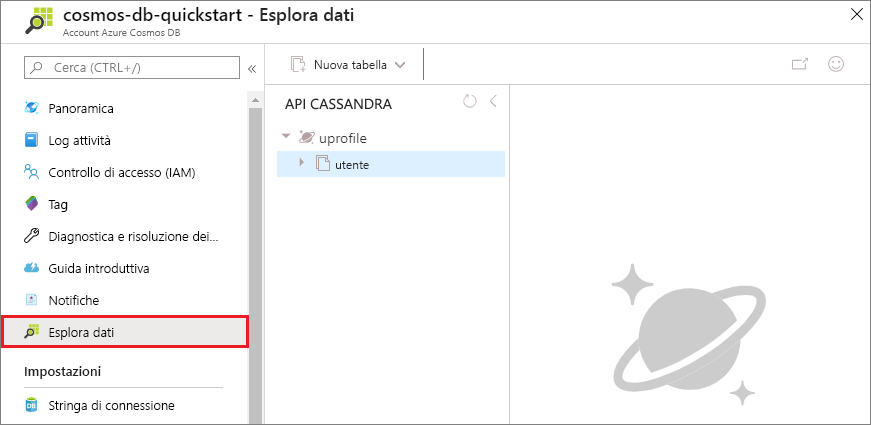 cosmos-db-quickstart - Esplora dati
Account Azure Cosmos DB
Cerca (CTRL+/)
«
Panoramica
Log attività
Controllo di accesso (IAM)
Tag
Diagnostica e risoluzione dei...
Guida introduttiva
Notifiche
Esplora dati
Impostazioni
DB
Stringa di connessione
Nuova tabella
API CASSANDRA
uprofile
utente